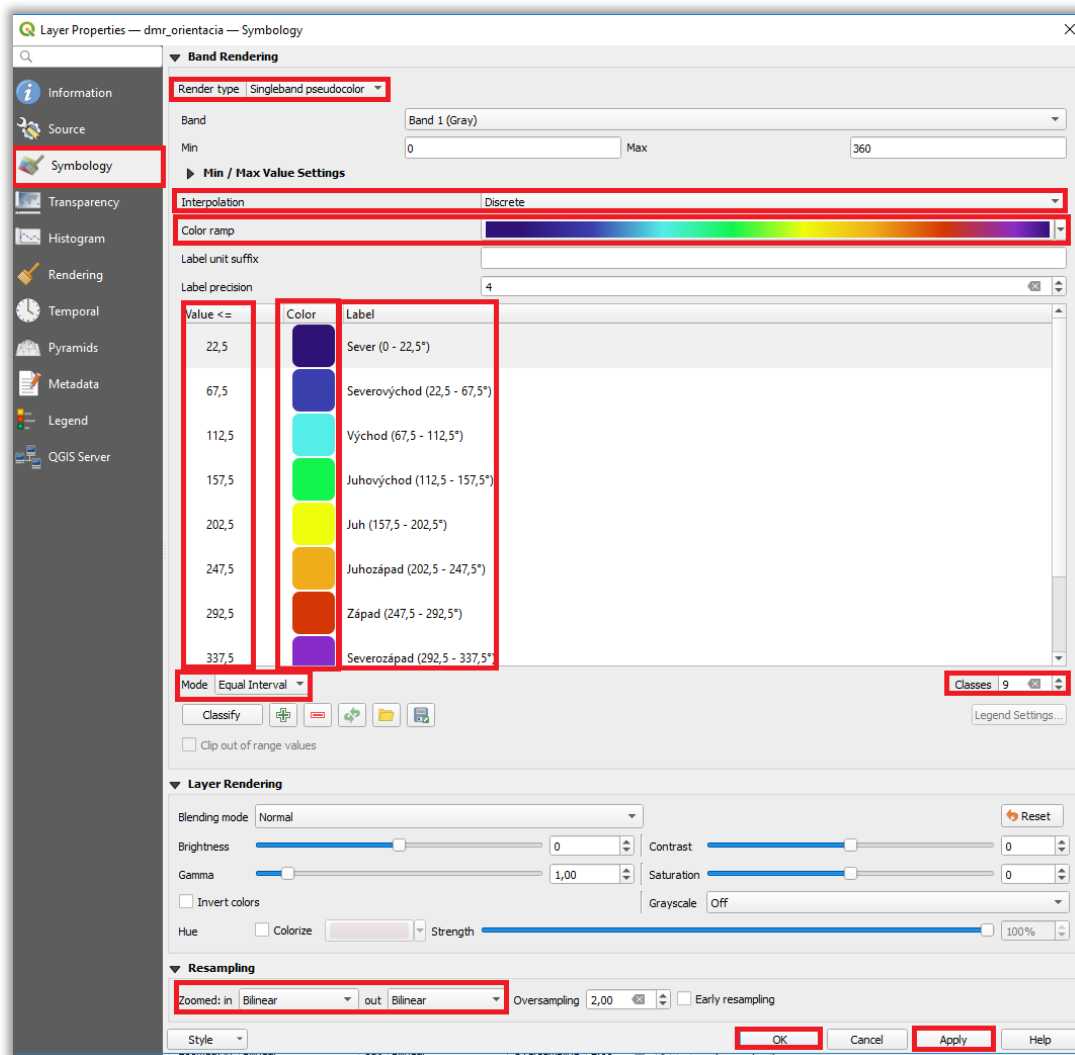 Layer Properties — dmr_orientacia — Symbology
Information
Source
Symbology
Transparency
Histogram
Rendering
Temporal
Pyramids
Metadata
Legend
QGIS Server
Band Rendering
Render type Singleband pseudocolor
Band Band 1 (Gray)
Min 0 Max 360
Min / Max Value Settings
Interpolation Discrete
Color ramp
Label unit suffix
Label precision 4
Value <= Color Label
22,5 Sever (0 - 22,5°)
67,5 Severovýchod (22,5 - 67,5°)
112,5 Východ (67,5 - 112,5°)
157,5 Juhovýchod (112,5 - 157,5°)
202,5 Juh (157,5 - 202,5°)
247,5 Juhozápad (202,5 - 247,5°)
292,5 Západ (247,5 - 292,5°)
337,5 Severozápad (292,5 - 337,5°)
Mode Equal Interval Classes 9
Classify Legend Settings...
Clip out of range values
Layer Rendering
Blending mode Normal Reset
Brightness 0 Contrast 0
Gamma 1,00 Saturation 0
Invert colors Grayscale Off
Hue Colorize Strength 100%
Resampling
Zoomed: in Bilinear out Bilinear Oversampling 2,00 Early resampling
Style OK Cancel Apply Help